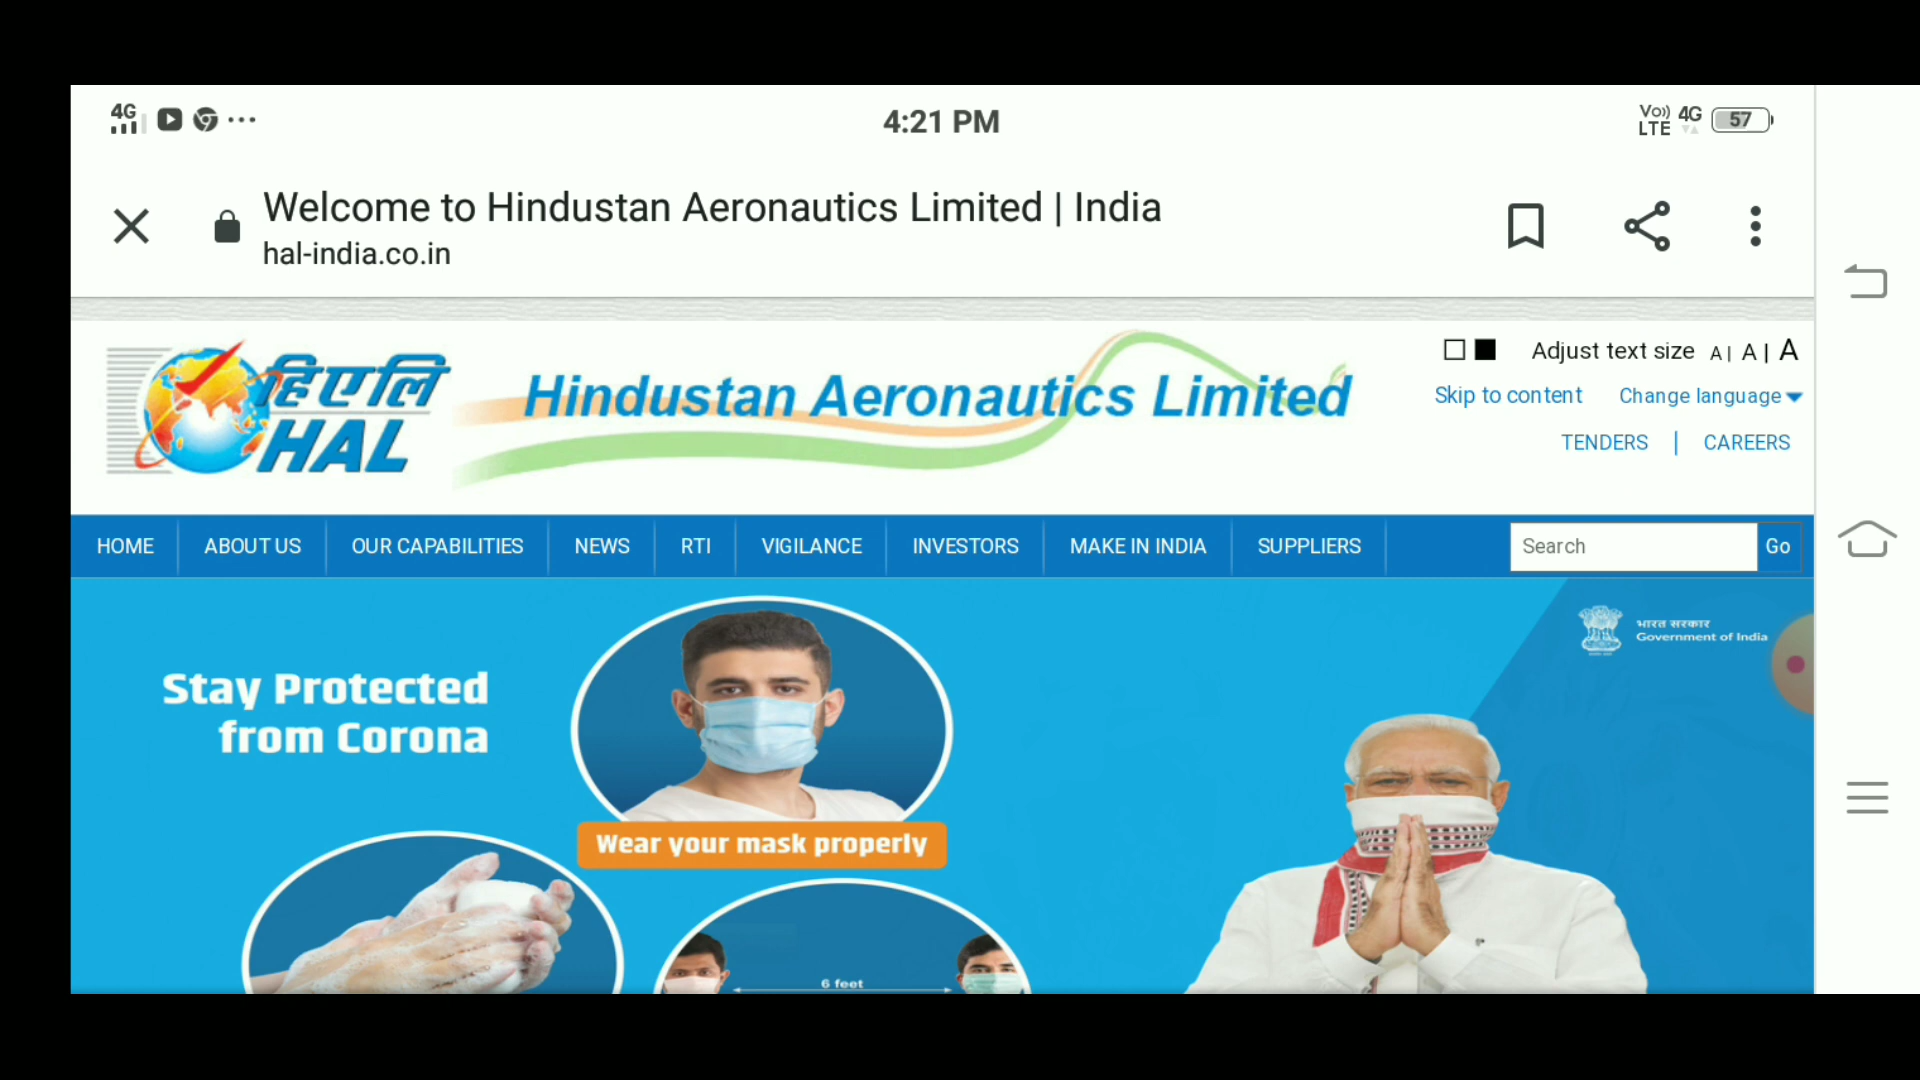 4G
4:21 PM
Vo)) LTE 4G 57
Welcome to Hindustan Aeronautics Limited | India
hal-india.co.in
हिएलि
HAL
Hindustan Aeronautics Limited
Adjust text size A | A | A
Skip to content Change language
TENDERS | CAREERS
HOME ABOUT US OUR CAPABILITIES NEWS RTI VIGILANCE INVESTORS MAKE IN INDIA SUPPLIERS Search Go
भारत सरकार
Government of India
Stay Protected
from Corona
Wear your mask properly
6 feet